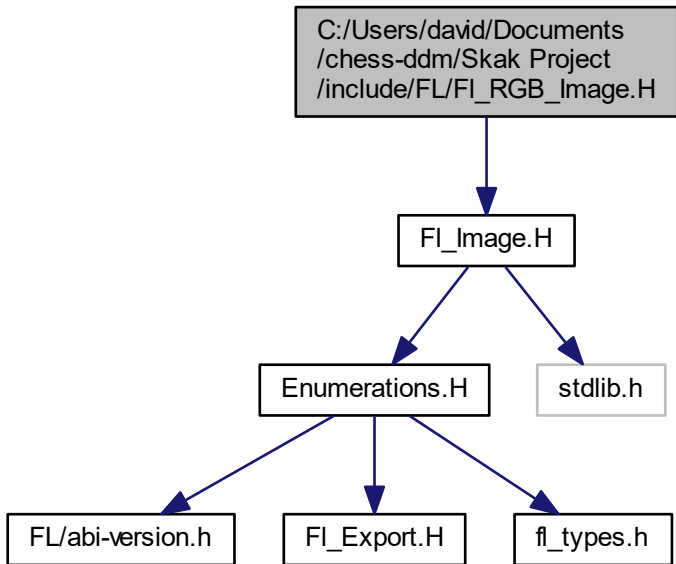 C:/Users/david/Documents
/chess-ddm/Skak Project
/include/FL/Fl_RGB_Image.H
Fl_Image.H
Enumerations.H
stdlib.h
FL/abi-version.h
Fl_Export.H
fl_types.h